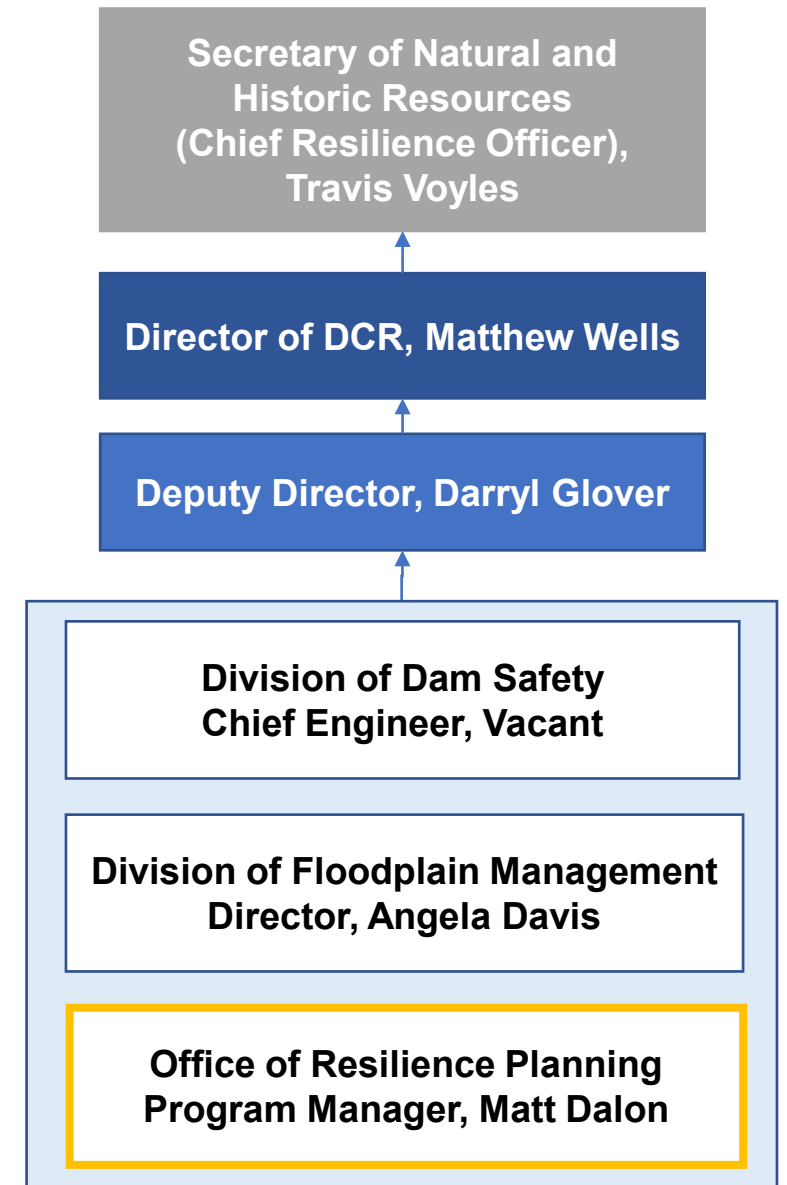 Secretary of Natural and
Historic Resources
(Chief Resilience Officer),
Travis Voyles
Director of DCR, Matthew Wells
Deputy Director, Darryl Glover
Division of Dam Safety
Chief Engineer, Vacant
Division of Floodplain Management
Director, Angela Davis
Office of Resilience Planning
Program Manager, Matt Dalon